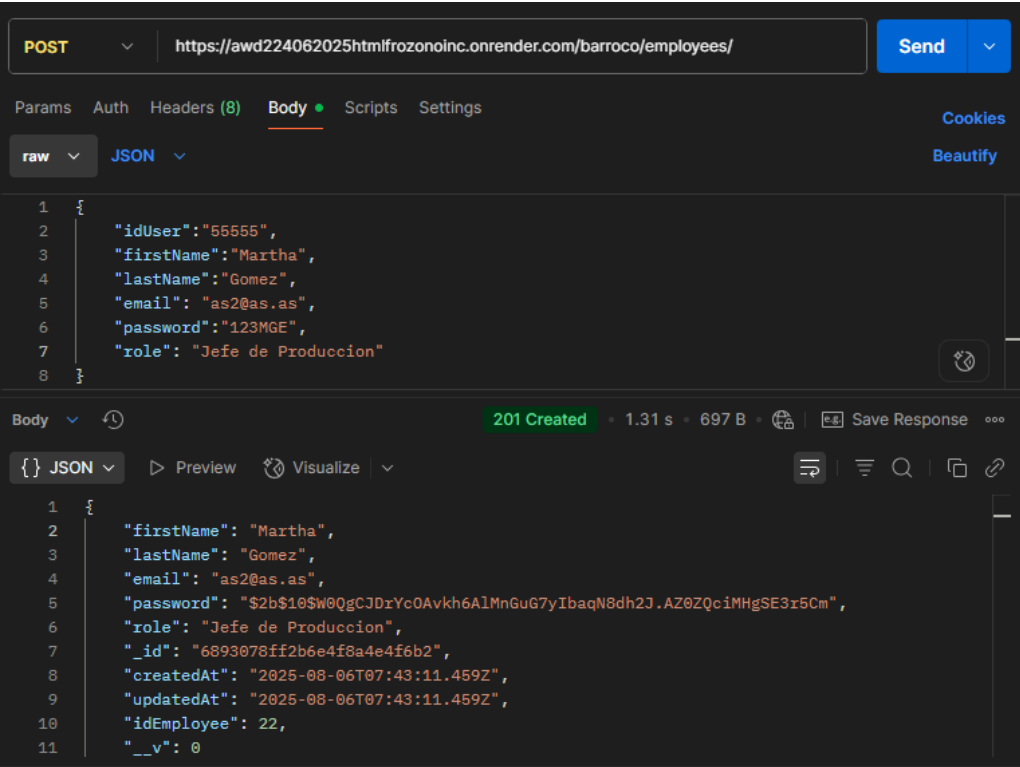 POST https://awd224062025htmlfrozonoinc.onrender.com/barroco/employees/ Send
Params Auth Headers (8) Body Scripts Settings
Cookies
raw JSON Beautify
1 {
2 "idUser":"55555",
3 "firstName":"Martha",
4 "lastName":"Gomez",
5 "email": "as2@as.as",
6 "password":"123MGE",
7 "role": "Jefe de Produccion"
8 }
Body 201 Created 1.31 s 697 B e.g. Save Response
{} JSON Preview Visualize
1 {
2 "firstName": "Martha",
3 "lastName": "Gomez",
4 "email": "as2@as.as",
5 "password": "$2b$10$W0QgCJDrYcOAvkh6AlMnGuG7yIbaqN8dh2J.AZ0ZQciMHgSE3r5Cm",
6 "role": "Jefe de Produccion",
7 "_id": "6893078ff2b6e4f8a4e4f6b2",
8 "createdAt": "2025-08-06T07:43:11.459Z",
9 "updatedAt": "2025-08-06T07:43:11.459Z",
10 "idEmployee": 22,
11 "__v": 0